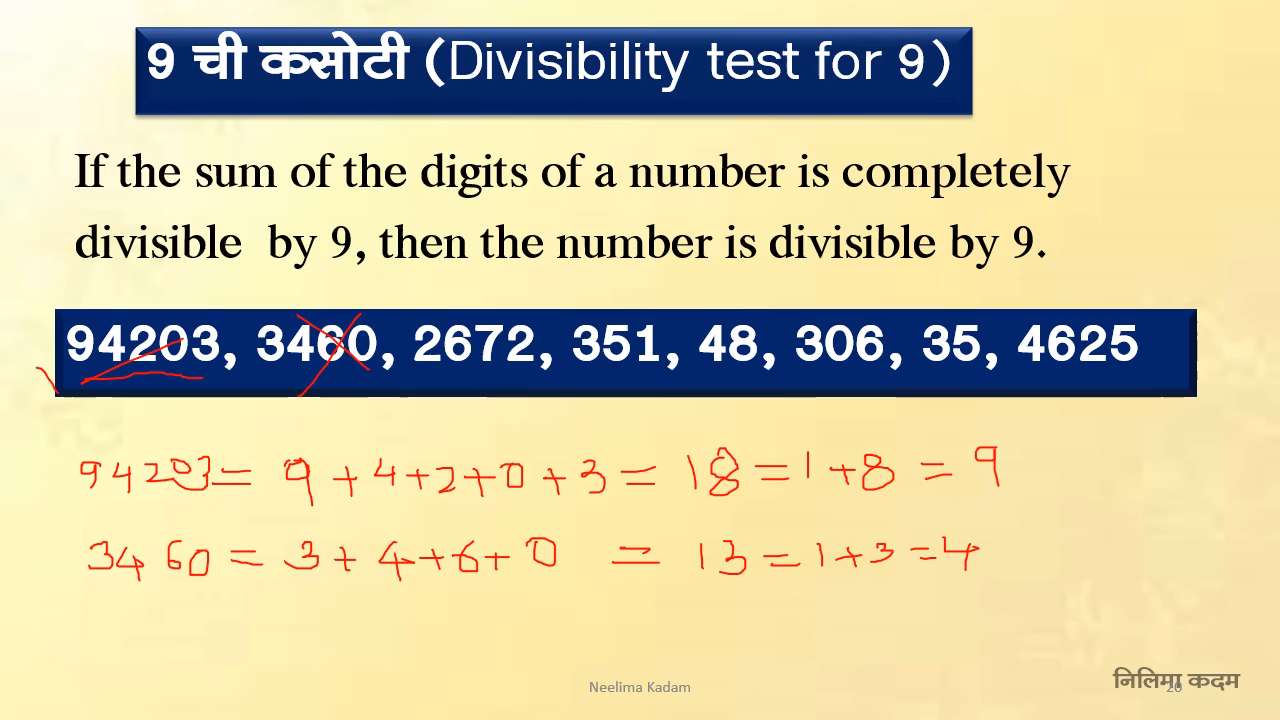 9 ची कसोटी (Divisibility test for 9)
If the sum of the digits of a number is completely
divisible by 9, then the number is divisible by 9.
94203, 3460, 2672, 351, 48, 306, 35, 4625
94203 = 9 + 4 + 2 + 0 + 3 = 18 = 1 + 8 = 9
3460 = 3 + 4 + 6 + 0 = 13 = 1 + 3 = 4
Neelima Kadam
निलिमा कदम
20